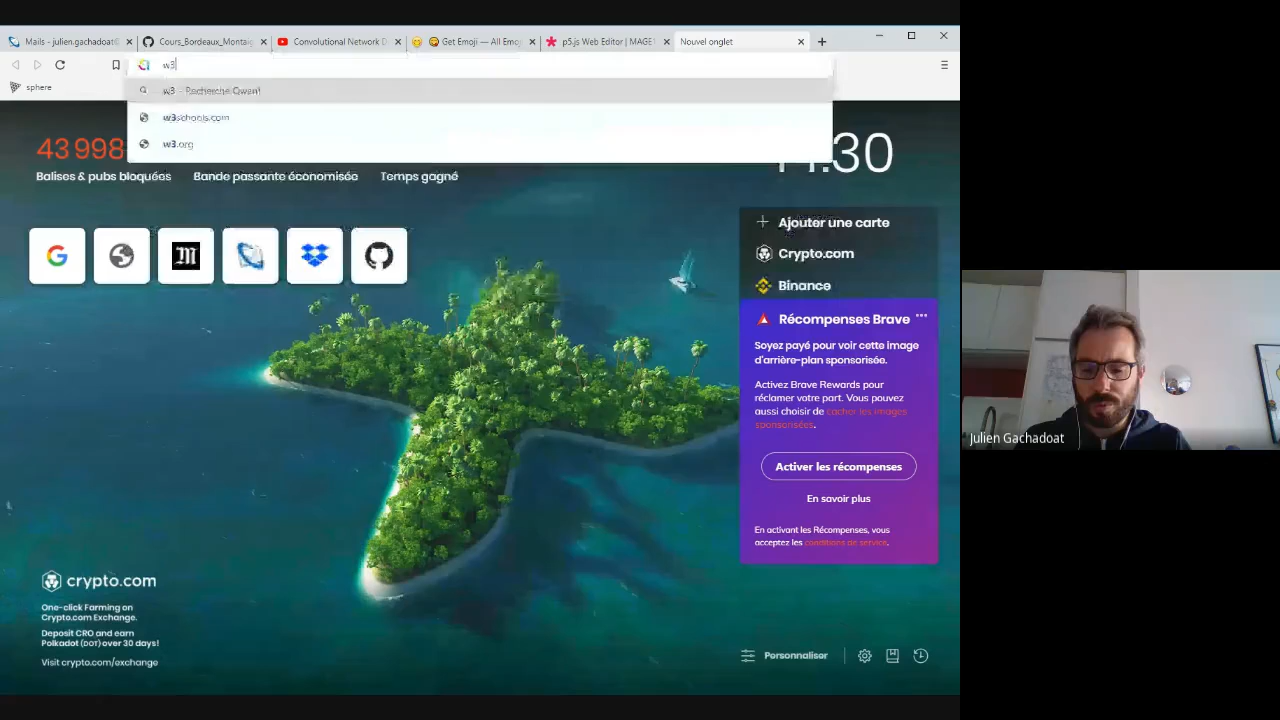 Mails - julien.gachadoat@
Cours_Bordeaux_Montaig
Convolutional Network D
Get Emoji — All Emo
p5.js Web Editor | MAGE
Nouvel onglet
w3
sphere
w3 - Recherche Qwant
w3schools.com
w3.org
43 998
:30
Balises & pubs bloquées
Bande passante économisée
Temps gagné
Ajouter une carte
Crypto.com
Binance
Récompenses Brave
Soyez payé pour voir cette image
d'arrière-plan sponsorisée.
Activez Brave Rewards pour
réclamer votre part. Vous pouvez
aussi choisir de cacher les images
sponsorisées.
Activer les récompenses
En savoir plus
En activant les Récompenses, vous
acceptez les conditions de service.
Julien Gachadoat
crypto.com
One-click Farming on
Crypto.com Exchange.
Deposit CRO and earn
Polkadot (DOT) over 30 days!
Visit crypto.com/exchange
Personnaliser